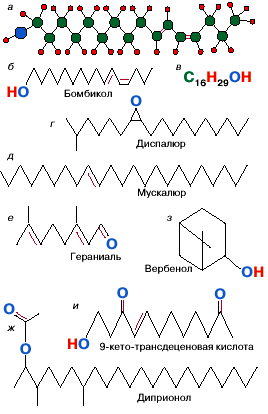 а
б
HO
Бомбикол
в
C₁₆H₂₉OH
г
O
Диспалюр
д
Мускалюр
е
O
Гераниаль
з
Вербенол
OH
ж
O
O
и
O
O
HO
9-кето-трансдеценовая кислота
Диприонол